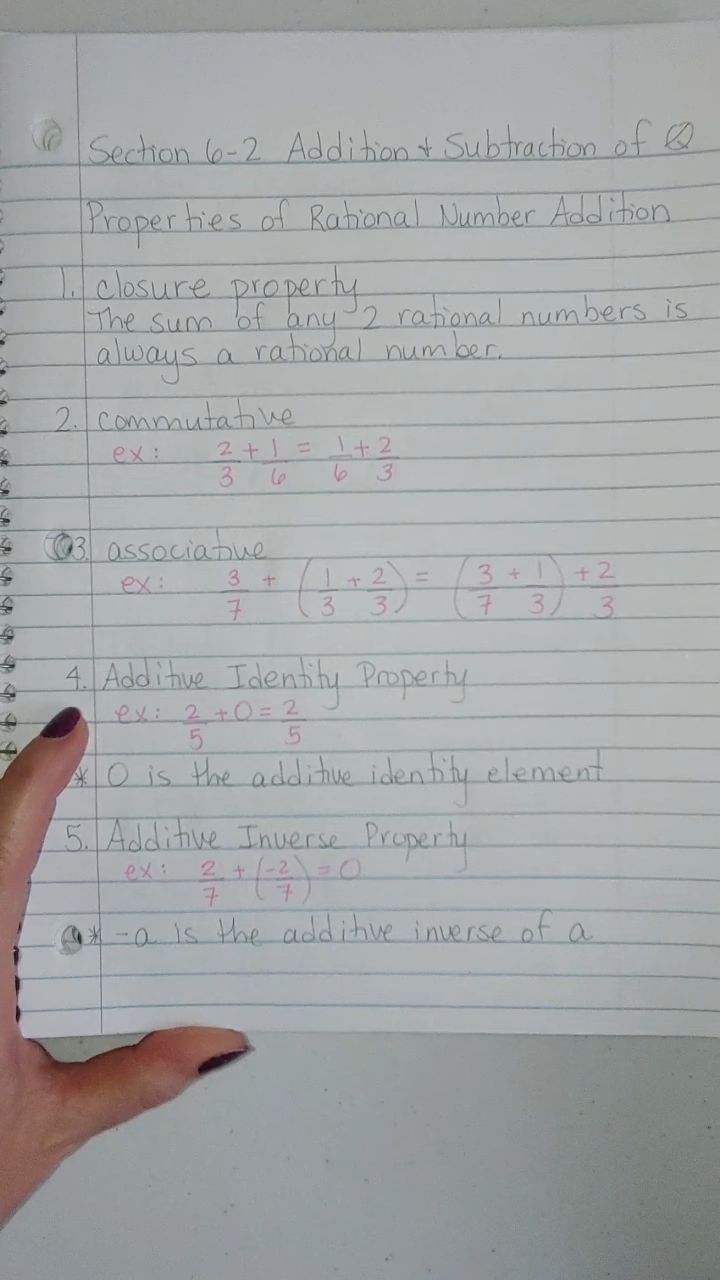 Section 6-2 Addition + Subtraction of ℚ
Properties of Rational Number Addition
1. closure property
The sum of any 2 rational numbers is
always a rational number.
2. commutative
ex: 2/3 + 1/6 = 1/6 + 2/3
3. associative
ex: 3/7 + (1/3 + 2/3) = (3/7 + 1/3) + 2/3
4. Additive Identity Property
ex: 2/5 + 0 = 2/5
* 0 is the additive identity element
5. Additive Inverse Property
ex: 2/7 + (-2/7) = 0
* -a is the additive inverse of a